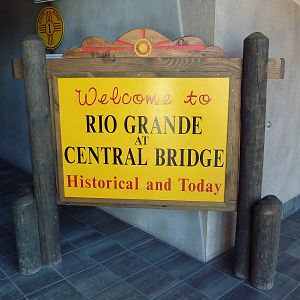 Welcome to
RIO GRANDE
AT
CENTRAL BRIDGE
Historical and Today